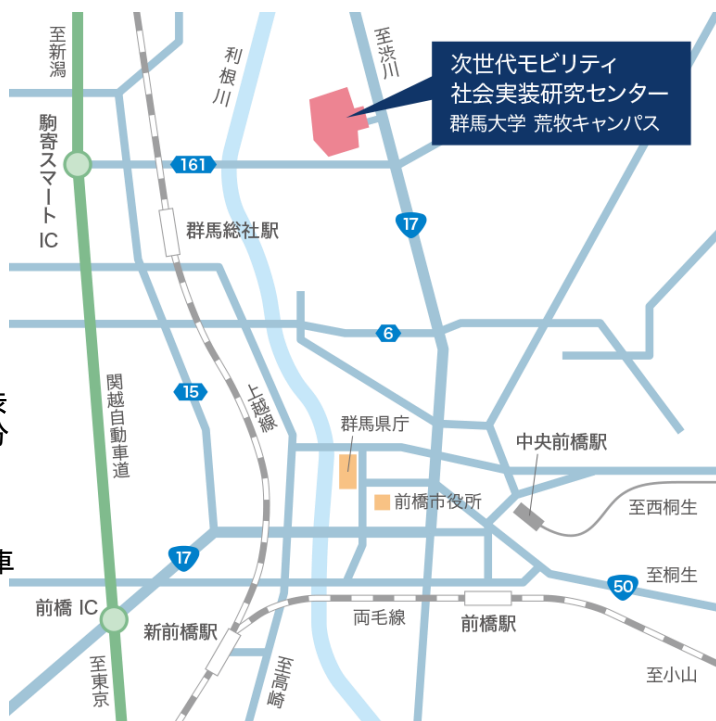 至新潟
利根川
至渋川
次世代モビリティ
社会実装研究センター
群馬大学 荒牧キャンパス
駒寄スマートIC
161
17
群馬総社駅
6
関越自動車道
15
上越線
群馬県庁
中央前橋駅
分
前橋市役所
至西桐生
17
車
至桐生
50
前橋 IC
新前橋駅
両毛線
前橋駅
至東京
至高崎
至小山